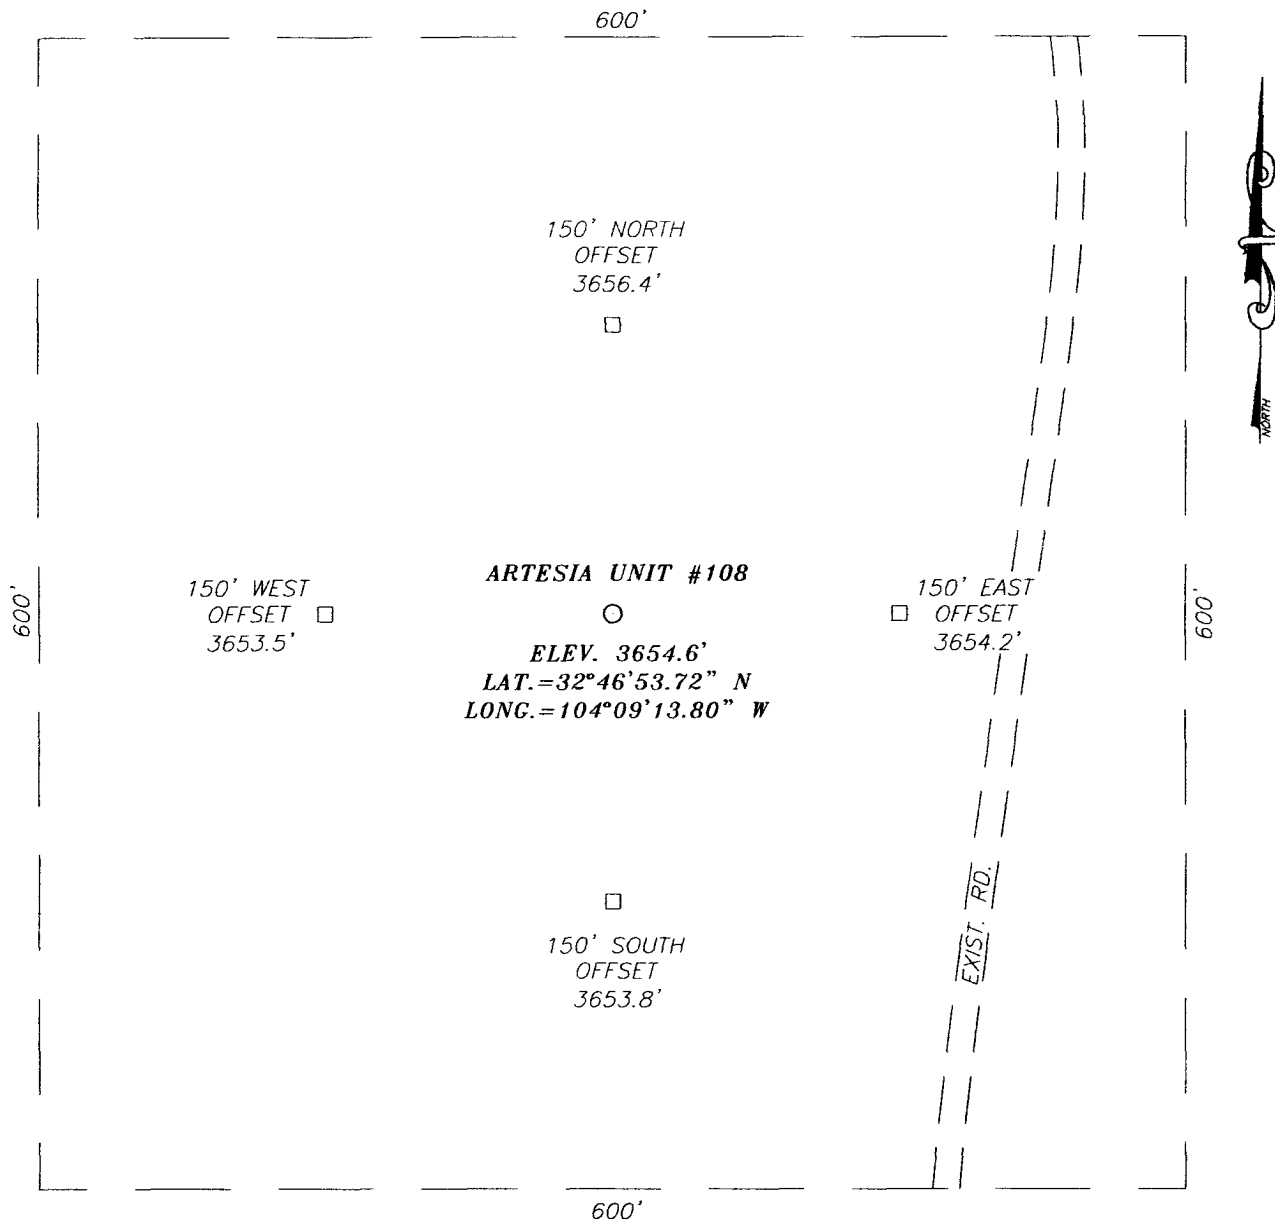 600'
150' NORTH
OFFSET
3656.4'
NORTH
ARTESIA UNIT #108
150' WEST
OFFSET
3653.5'
150' EAST
OFFSET
3654.2'
600'
600'
ELEV. 3654.6'
LAT.=32°46'53.72" N
LONG.=104°09'13.80" W
EXIST. RD.
150' SOUTH
OFFSET
3653.8'
600'